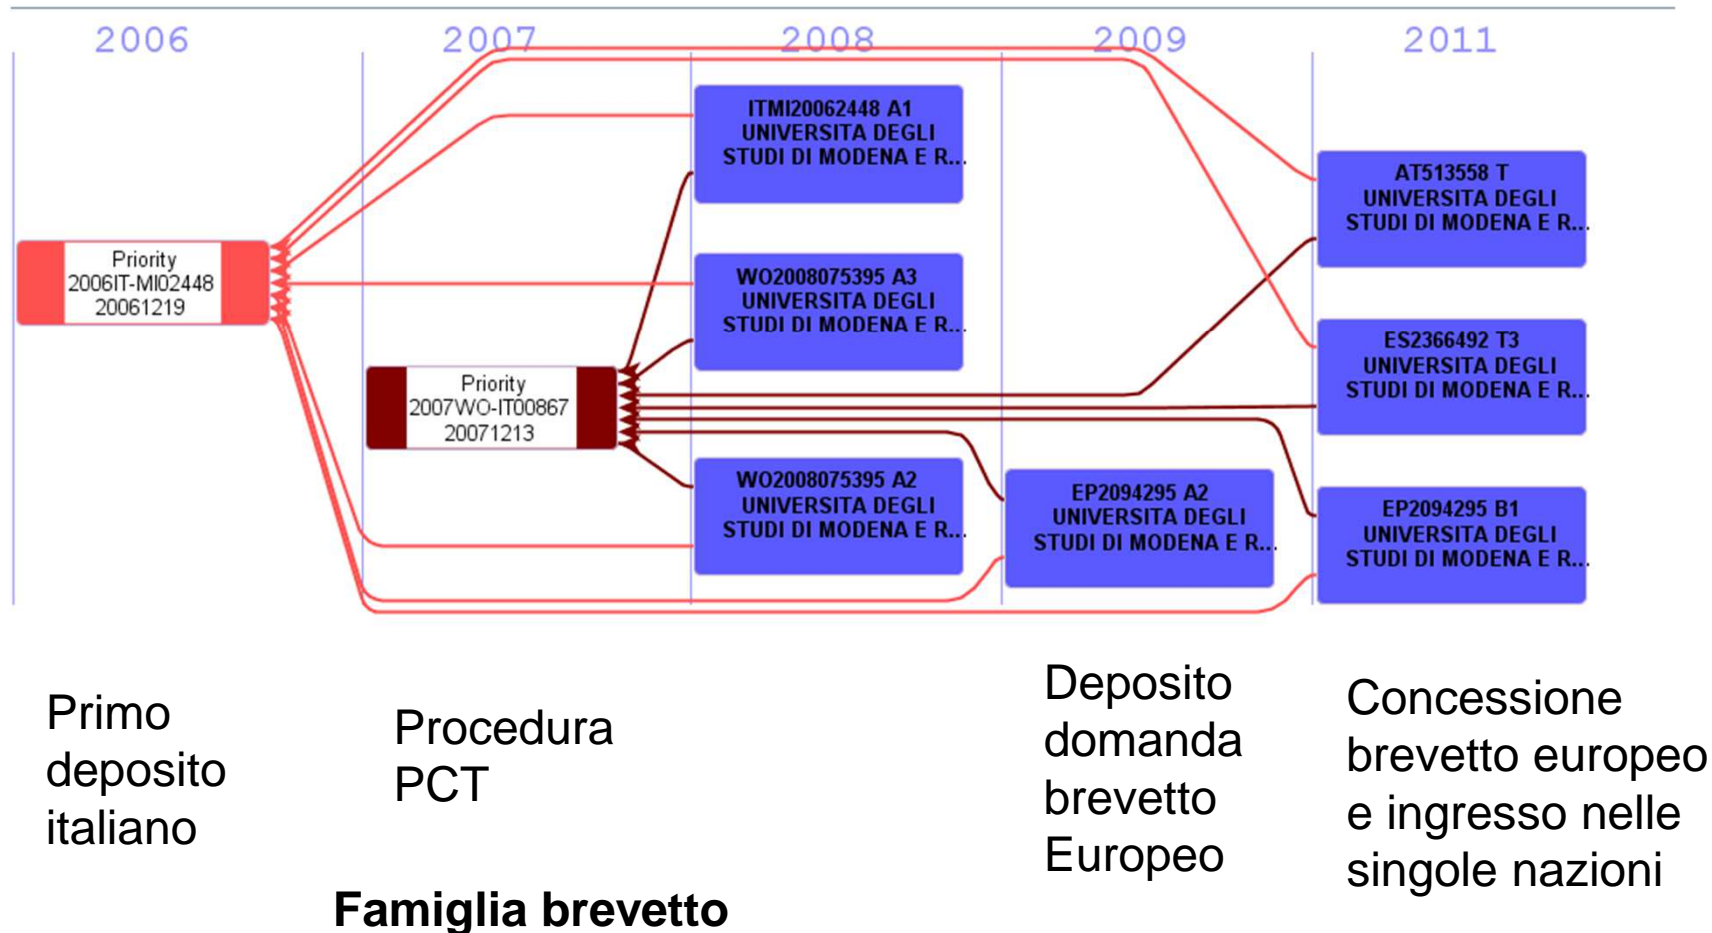 2006 2007 2008 2009 2011
ITMI20062448 A1
UNIVERSITA DEGLI
STUDI DI MODENA E R...
AT513558 T
UNIVERSITA DEGLI
STUDI DI MODENA E R...
Priority
2006IT-MI02448
20061219
WO2008075395 A3
UNIVERSITA DEGLI
STUDI DI MODENA E R...
ES2366492 T3
UNIVERSITA DEGLI
STUDI DI MODENA E R...
Priority
2007WO-IT00867
20071213
WO2008075395 A2
UNIVERSITA DEGLI
STUDI DI MODENA E R...
EP2094295 A2
UNIVERSITA DEGLI
STUDI DI MODENA E R...
EP2094295 B1
UNIVERSITA DEGLI
STUDI DI MODENA E R...
Primo
deposito
italiano
Procedura
PCT
Deposito
domanda
brevetto
Europeo
Concessione
brevetto europeo
e ingresso nelle
singole nazioni
Famiglia brevetto